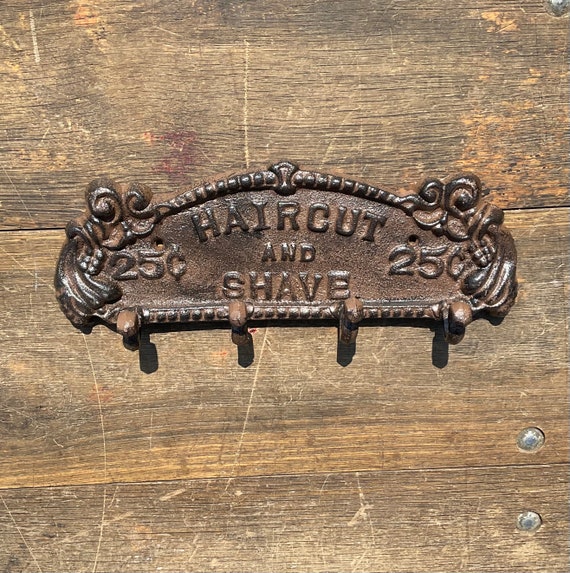 HAIRCUT
AND
25¢ 25¢
SHAVE